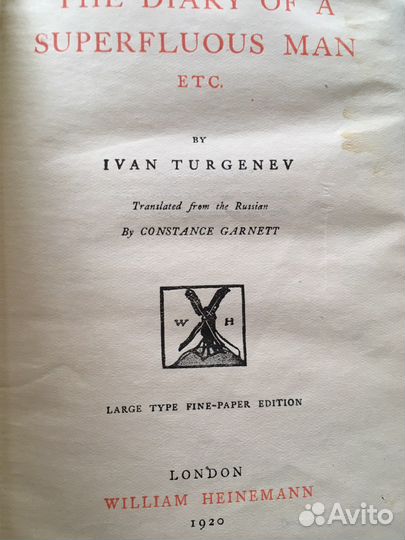 THE DIARY OF A
SUPERFLUOUS MAN
ETC.
BY
IVAN TURGENEV
Translated from the Russian
By CONSTANCE GARNETT
W H
LARGE TYPE FINE-PAPER EDITION
LONDON
WILLIAM HEINEMANN
1920
Avito